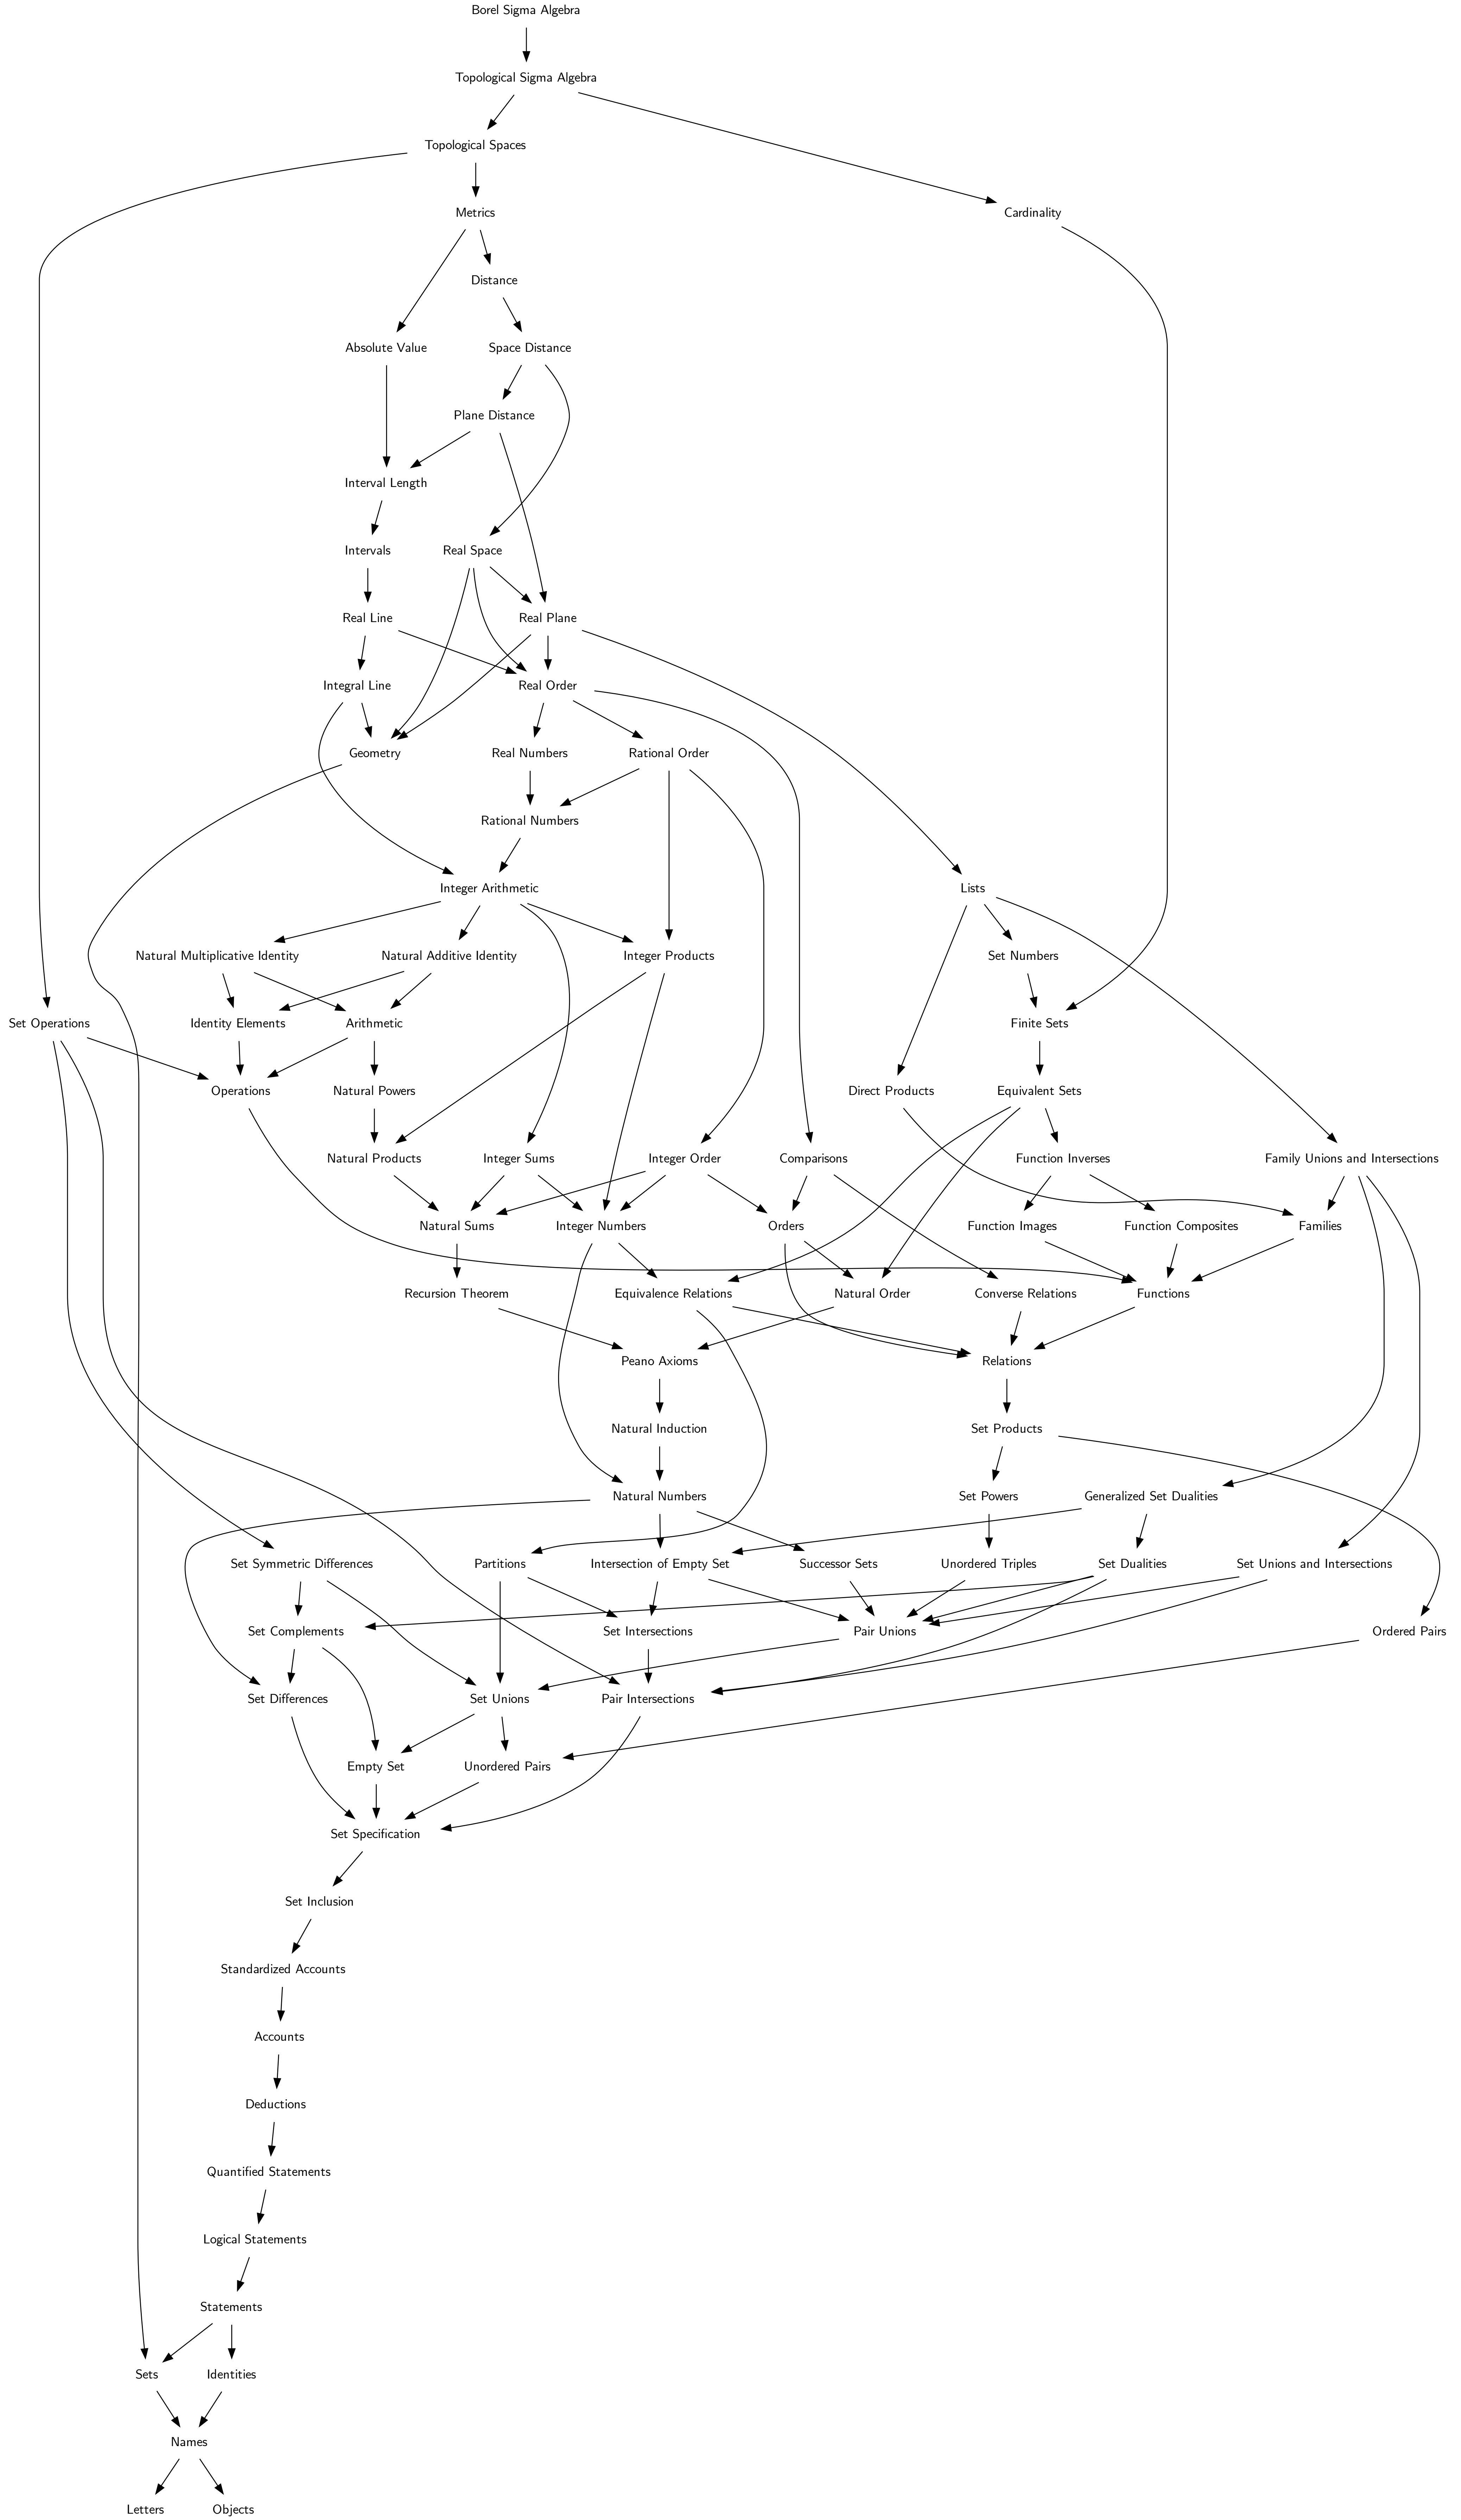 Borel Sigma Algebra
Topological Sigma Algebra
Topological Spaces
Metrics
Cardinality
Distance
Absolute Value
Space Distance
Plane Distance
Interval Length
Intervals
Real Space
Real Line
Real Plane
Integral Line
Real Order
Geometry
Real Numbers
Rational Order
Rational Numbers
Integer Arithmetic
Lists
Natural Multiplicative Identity
Natural Additive Identity
Integer Products
Set Numbers
Set Operations
Identity Elements
Arithmetic
Finite Sets
Operations
Natural Powers
Direct Products
Equivalent Sets
Natural Products
Integer Sums
Integer Order
Comparisons
Function Inverses
Family Unions and Intersections
Natural Sums
Integer Numbers
Orders
Function Images
Function Composites
Families
Recursion Theorem
Equivalence Relations
Natural Order
Converse Relations
Functions
Peano Axioms
Relations
Natural Induction
Set Products
Natural Numbers
Set Powers
Generalized Set Dualities
Set Symmetric Differences
Partitions
Intersection of Empty Set
Successor Sets
Unordered Triples
Set Dualities
Set Unions and Intersections
Set Complements
Set Intersections
Pair Unions
Ordered Pairs
Set Differences
Set Unions
Pair Intersections
Empty Set
Unordered Pairs
Set Specification
Set Inclusion
Standardized Accounts
Accounts
Deductions
Quantified Statements
Logical Statements
Statements
Sets
Identities
Names
Letters
Objects